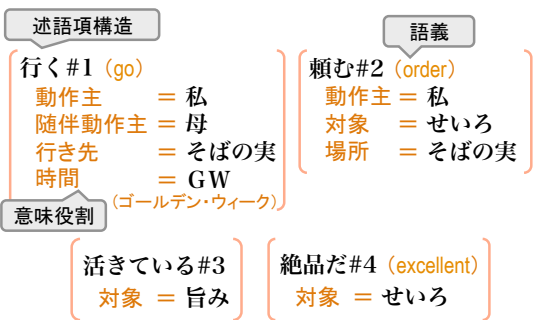 述語項構造
語義
行く#1（go）
動作主 ＝ 私
随伴動作主 ＝ 母
行き先 ＝ そばの実
時間 ＝ GW
（ゴールデン・ウィーク）
意味役割
頼む#2（order）
動作主 ＝ 私
対象 ＝ せいろ
場所 ＝ そばの実
活きている#3
対象 ＝ 旨み
絶品だ#4（excellent）
対象 ＝ せいろ